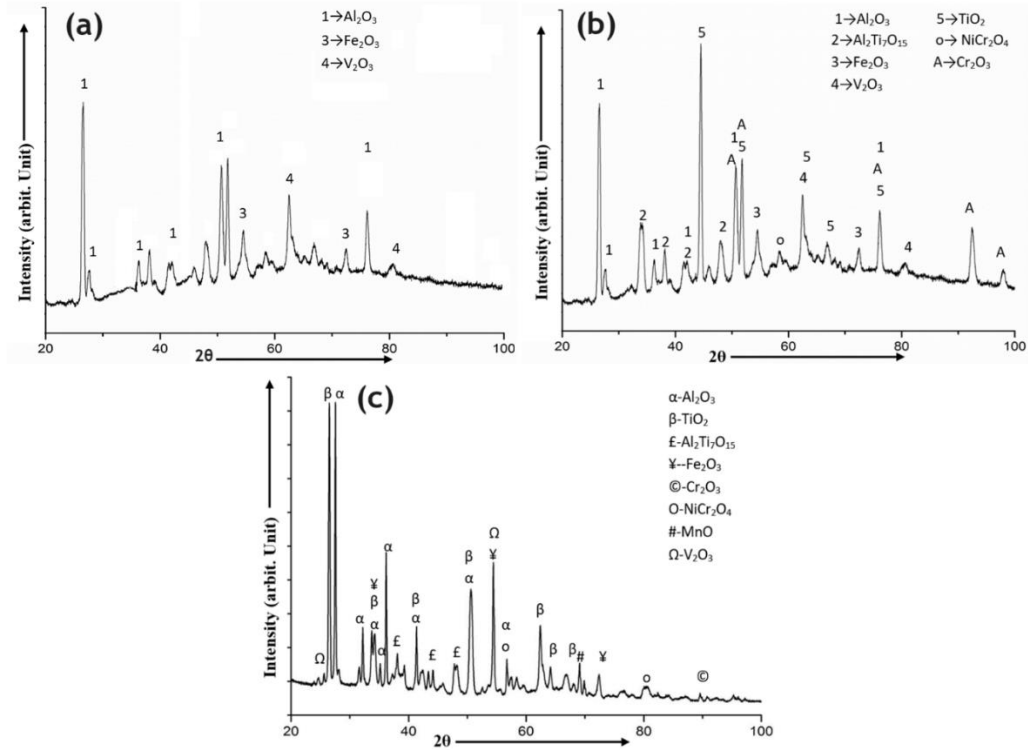 (a)
1→Al₂O₃
3→Fe₂O₃
4→V₂O₃
Intensity (arbit. Unit)
1
1
1
1
1
3
4
3
1
4
20 40 60 80 100
2θ
(b)
1→Al₂O₃ 5→TiO₂
2→Al₂Ti₇O₁₅ o→ NiCr₂O₄
3→Fe₂O₃ A→Cr₂O₃
4→V₂O₃
Intensity (arbit. Unit)
1
1
2
1
2
1
2
5
2
1
A
A
5
3
o
5
4
5
3
1
A
5
4
A
A
20 40 60 80 100
2θ
(c)
α-Al₂O₃
β-TiO₂
£-Al₂Ti₇O₁₅
¥--Fe₂O₃
©-Cr₂O₃
O-NiCr₂O₄
#-MnO
Ω-V₂O₃
Intensity (arbit. Unit)
Ω
β α
α
¥
β
α
α
α
£
β
α
£
£
β
α
Ω
¥
α
o
β
β
β
#
¥
o
©
20 40 60 80 100
2θ